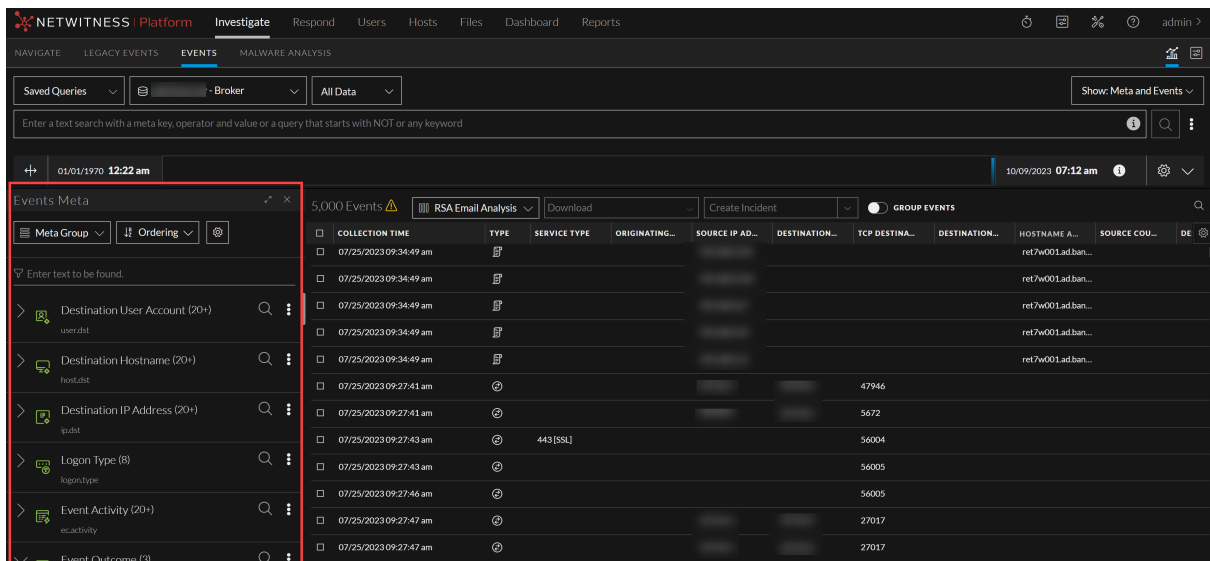 NETWITNESS | Platform Investigate Respond Users Hosts Files Dashboard Reports admin >
NAVIGATE LEGACY EVENTS EVENTS MALWARE ANALYSIS
Saved Queries - Broker All Data Show: Meta and Events
Enter a text search with a meta key, operator and value or a query that starts with NOT or any keyword
01/01/1970 12:22 am 10/09/2023 07:12 am
Events Meta
5,000 Events RSA Email Analysis Download Create Incident GROUP EVENTS
Meta Group Ordering
Enter text to be found.
Destination User Account (20+)
user.dst
Destination Hostname (20+)
host.dst
Destination IP Address (20+)
ip.dst
Logon Type (8)
logon.type
Event Activity (20+)
ec.activity
Event Outcome (3)
COLLECTION TIME TYPE SERVICE TYPE ORIGINATING... SOURCE IP AD... DESTINATION... TCP DESTINA... DESTINATION... HOSTNAME A... SOURCE COU... DE
07/25/2023 09:34:49 am ret7w001.ad.ban...
07/25/2023 09:34:49 am ret7w001.ad.ban...
07/25/2023 09:34:49 am ret7w001.ad.ban...
07/25/2023 09:34:49 am ret7w001.ad.ban...
07/25/2023 09:34:49 am ret7w001.ad.ban...
07/25/2023 09:27:41 am 47946
07/25/2023 09:27:41 am 5672
07/25/2023 09:27:43 am 443 [SSL] 56004
07/25/2023 09:27:43 am 56005
07/25/2023 09:27:46 am 56005
07/25/2023 09:27:47 am 27017
07/25/2023 09:27:47 am 27017